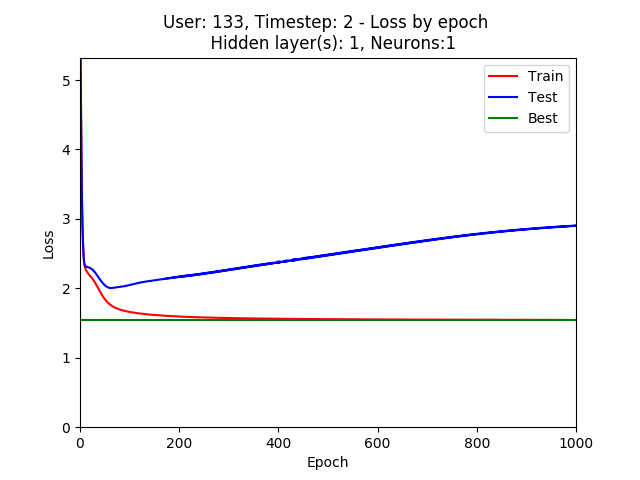 User: 133, Timestep: 2 - Loss by epoch
Hidden layer(s): 1, Neurons:1
Train
Test
Best
Loss
5
4
3
2
1
0
0 200 400 600 800 1000
Epoch